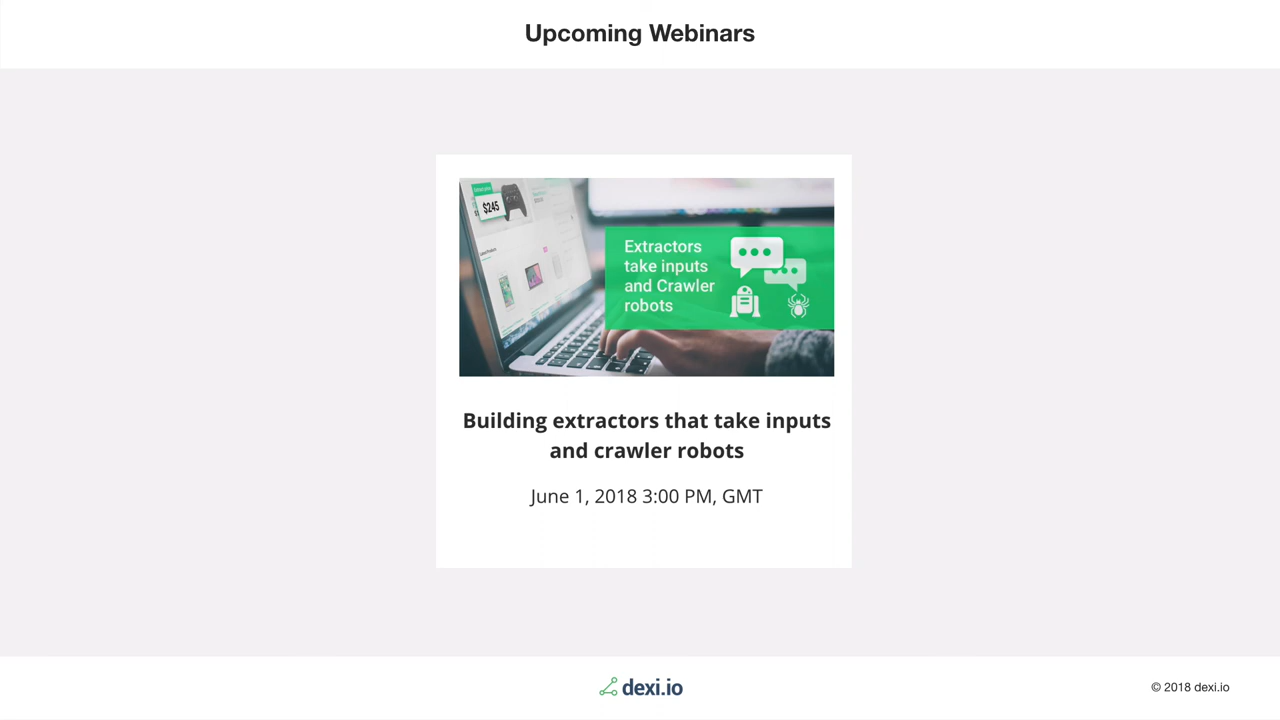 Upcoming Webinars
$245
Extractors
take inputs
and Crawler
robots
Building extractors that take inputs
and crawler robots
June 1, 2018 3:00 PM, GMT
dexi.io
© 2018 dexi.io